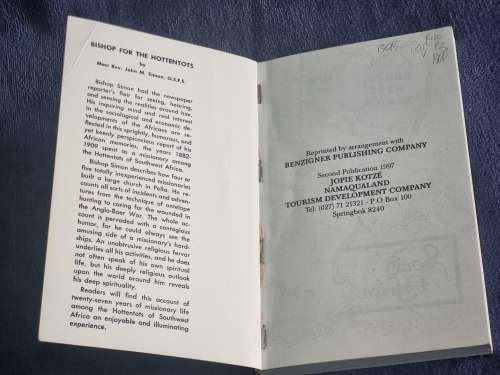 BISHOP FOR THE HOTTENTOTS
by
Most Rev. John M. Simon, O.S.F.S.
Bishop Simon had the newspaper
reporter's flair for seeing, hearing,
and sensing the realities around him.
His inquiring mind and real interest
in the sociological and economic de-
velopments of the Africans are re-
flected in this sprightly, humorous, and
yet keenly perspicacious report of his
African memories, the years 1882-
1909 spent as a missionary among
the Hottentots of Southwest Africa.
Bishop Simon describes how four or
five totally inexperienced missionaries
built a large church in Pella. He re-
counts all sorts of incidents and adven-
tures from the technique of ostrich
hunting to caring for the wounded in
the Anglo-Boer War. The whole ac-
count is pervaded with a contagious
humor, for he could always see the
amusing side of a missionary's hard-
ships. An unobtrusive religious fervor
underlies all his activities, and he does
not often speak of his own spiritual
life, but his deeply religious outlook
upon the world around him reveals
his deep spirituality.
Readers will find this account of
twenty-seven years of missionary life
among the Hottentots of Southwest
Africa an enjoyable and illuminating
experience.
Reprinted by arrangement with
BENZIGNER PUBLISHING COMPANY
Second Publication 1997
JOPIE KOTZÉ
NAMAQUALAND
TOURISM DEVELOPMENT COMPANY
Tel: (027) 71 21321 - P O Box 100
Springbok 8240